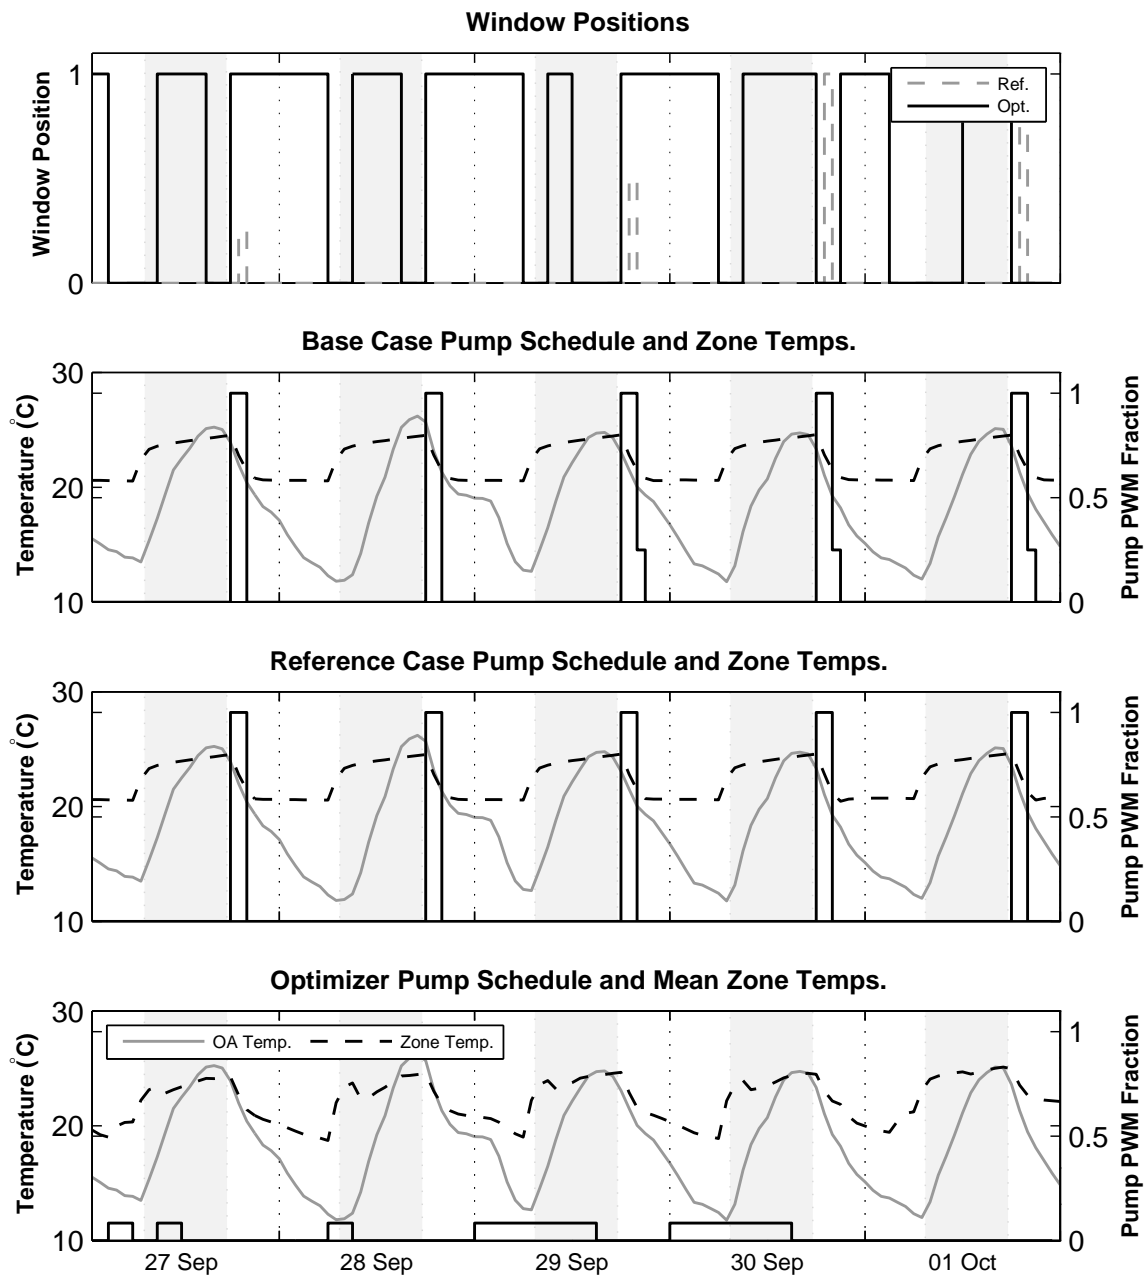 Window Positions
Window Position
1
0
Ref.
Opt.
Base Case Pump Schedule and Zone Temps.
Temperature (°C)
30
20
10
1
0.5
0
Pump PWM Fraction
Reference Case Pump Schedule and Zone Temps.
Temperature (°C)
30
20
10
1
0.5
0
Pump PWM Fraction
Optimizer Pump Schedule and Mean Zone Temps.
Temperature (°C)
30
20
10
OA Temp. Zone Temp.
1
0.5
0
Pump PWM Fraction
27 Sep 28 Sep 29 Sep 30 Sep 01 Oct